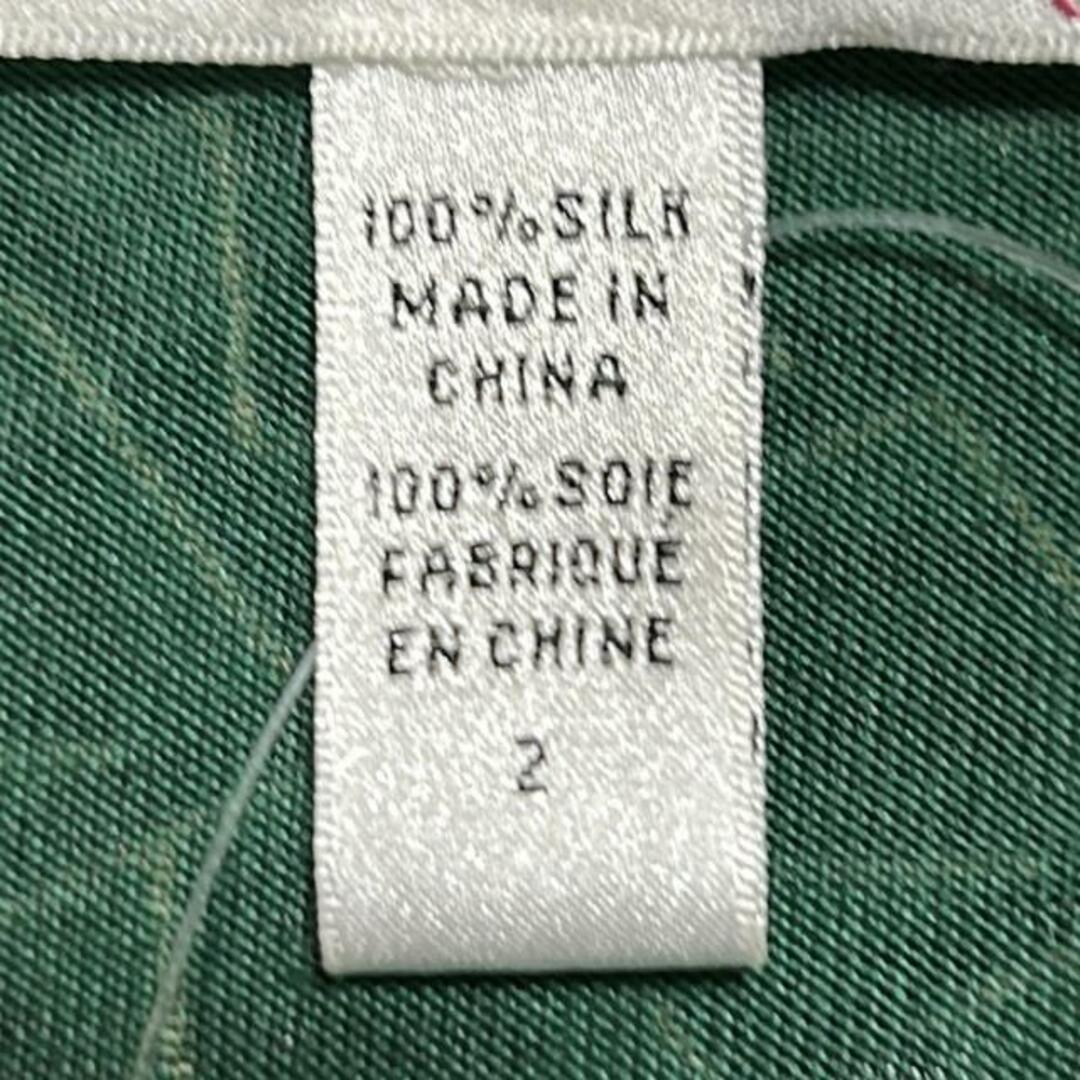 100% SILK
MADE IN
CHINA
100% SOIE
FABRIQUE
EN CHINE
2